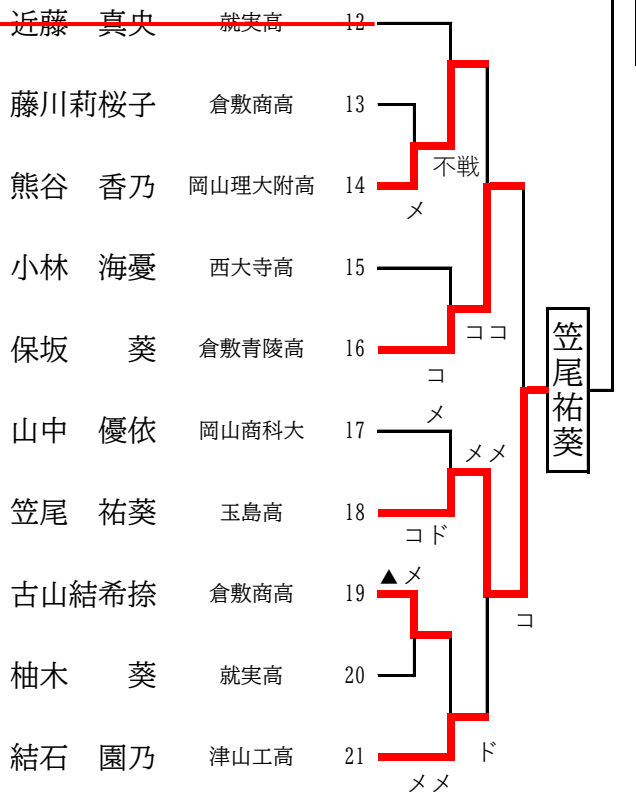 近藤　真央　就実高　12
藤川莉桜子　倉敷商高　13
不戦
熊谷　香乃　岡山理大附高　14
メ
小林　海憂　西大寺高　15
ココ
保坂　葵　倉敷青陵高　16
コ
笠尾祐葵
メ
山中　優依　岡山商科大　17
メメ
笠尾　祐葵　玉島高　18
コド
▲メ
古山結希捺　倉敷商高　19
コ
柚木　葵　就実高　20
ド
結石　園乃　津山工高　21
メメ